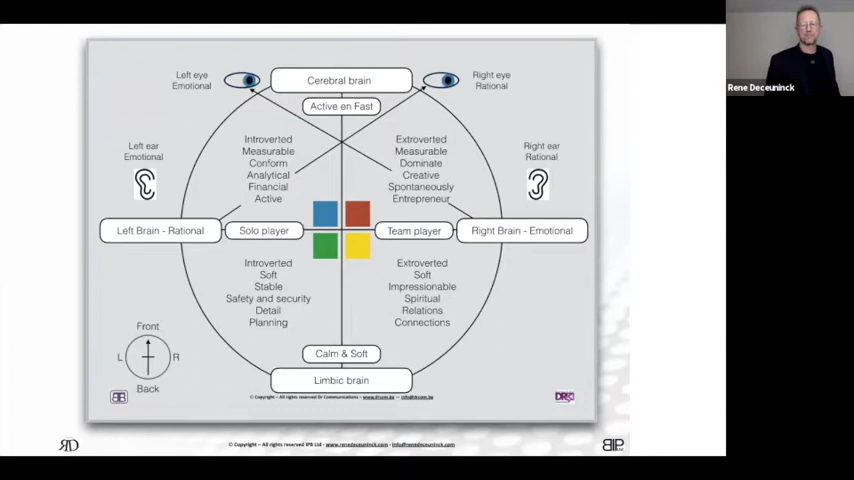 Left eye
Emotional
Cerebral brain
Right eye
Rational
Active en Fast
Rene Deceuninck
Left ear
Emotional
Introverted
Measurable
Conform
Analytical
Financial
Active
Extroverted
Measurable
Dominate
Creative
Spontaneously
Entrepreneur
Right ear
Rational
Left Brain - Rational
Solo player
Team player
Right Brain - Emotional
Introverted
Soft
Stable
Safety and security
Detail
Planning
Extroverted
Soft
Impressionable
Spiritual
Relations
Connections
Front
L
R
Back
Calm & Soft
Limbic brain
© Copyright – All rights reserved Dr Communications – www.drcom.be – info@drcom.be
© Copyright – All rights reserved IPB Ltd - www.renedeceuninck.com - info@renedeceuninck.com